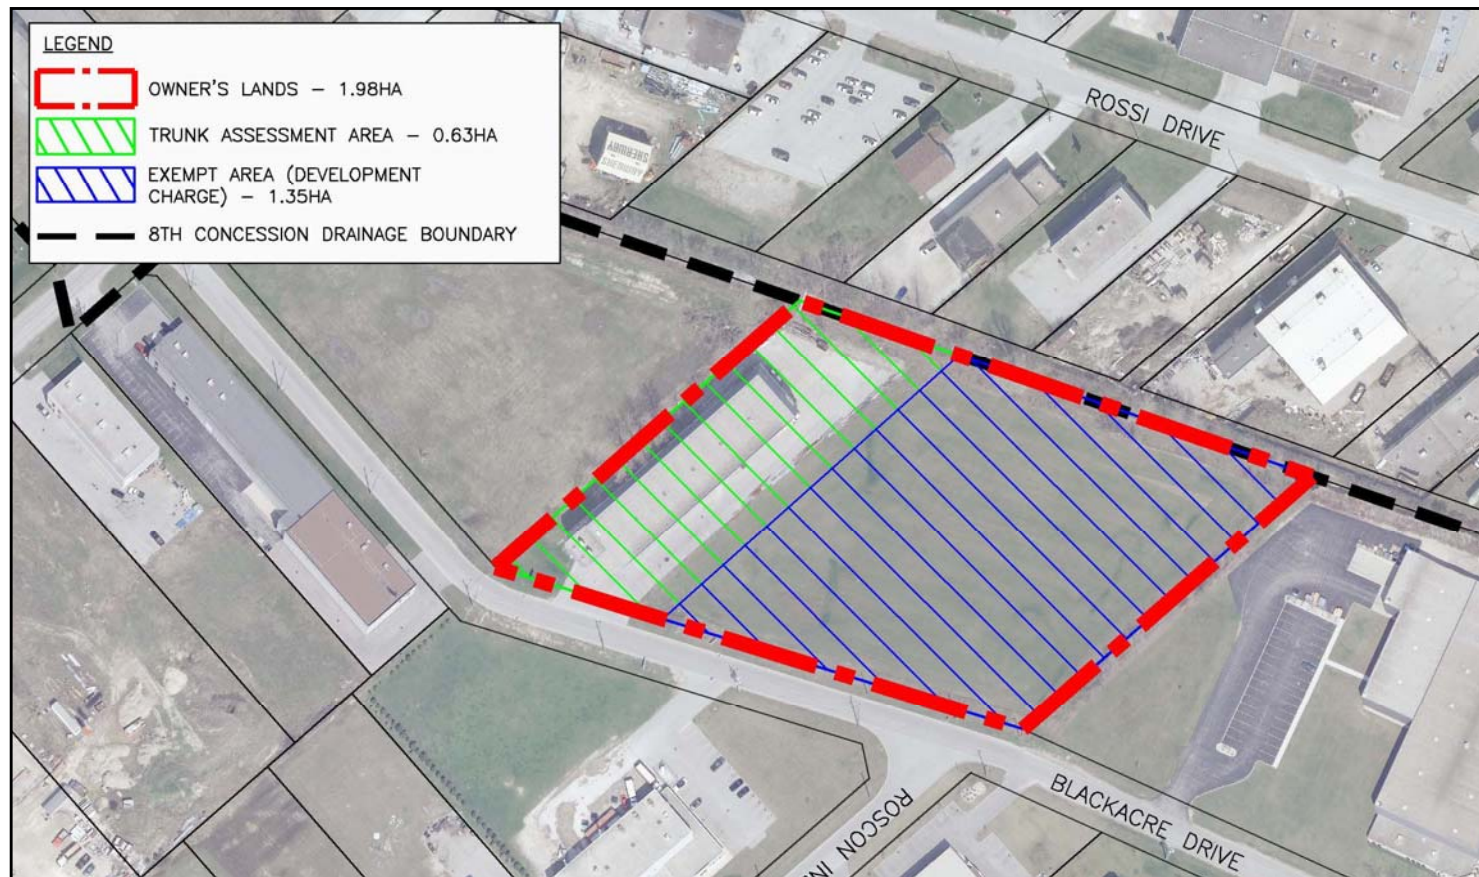 LEGEND
OWNER'S LANDS – 1.98HA
TRUNK ASSESSMENT AREA – 0.63HA
EXEMPT AREA (DEVELOPMENT
CHARGE) – 1.35HA
8TH CONCESSION DRAINAGE BOUNDARY
ROSSI DRIVE
BLACKACRE DRIVE
ROSCON